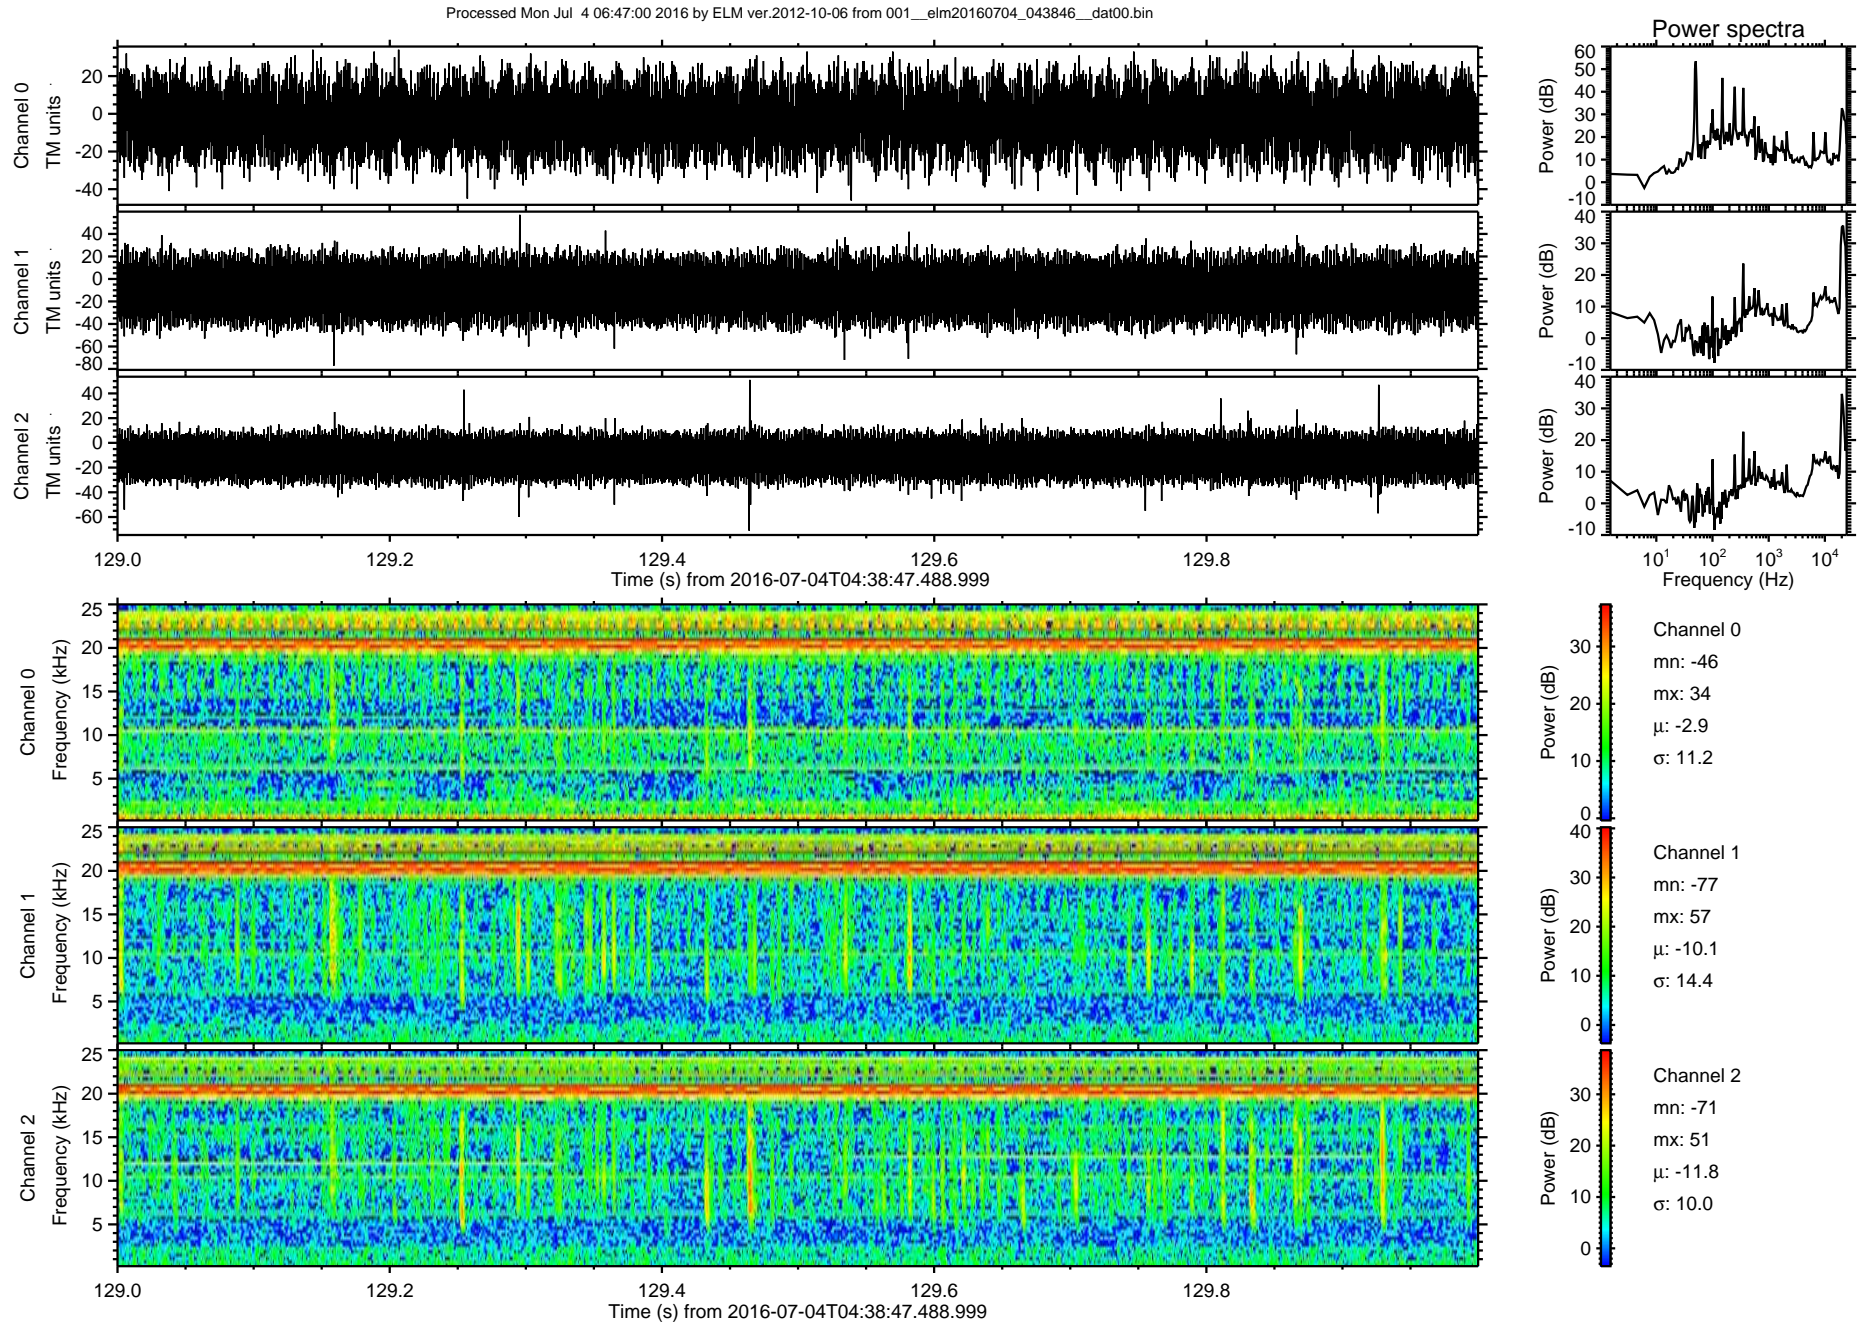 Processed Mon Jul  4 06:47:00 2016 by ELM ver.2012-10-06 from 001__elm20160704_043846__dat00.bin
Power spectra
Channel 0
TM units
20
0
-20
-40
Power (dB)
60
50
40
30
20
10
0
-10
Channel 1
TM units
40
20
0
-20
-40
-60
-80
Power (dB)
40
30
20
10
0
-10
Channel 2
TM units
40
20
0
-20
-40
-60
Power (dB)
40
30
20
10
0
-10
129.0 129.2 129.4 129.6 129.8
Time (s) from 2016-07-04T04:38:47.488.999
10^1 10^2 10^3 10^4
Frequency (Hz)
Channel 0
Frequency (kHz)
25
20
15
10
5
Power (dB)
30
20
10
0
Channel 0
mn: -46
mx: 34
μ: -2.9
σ: 11.2
Channel 1
Frequency (kHz)
25
20
15
10
5
Power (dB)
40
30
20
10
0
Channel 1
mn: -77
mx: 57
μ: -10.1
σ: 14.4
Channel 2
Frequency (kHz)
25
20
15
10
5
Power (dB)
30
20
10
0
Channel 2
mn: -71
mx: 51
μ: -11.8
σ: 10.0
129.0 129.2 129.4 129.6 129.8
Time (s) from 2016-07-04T04:38:47.488.999